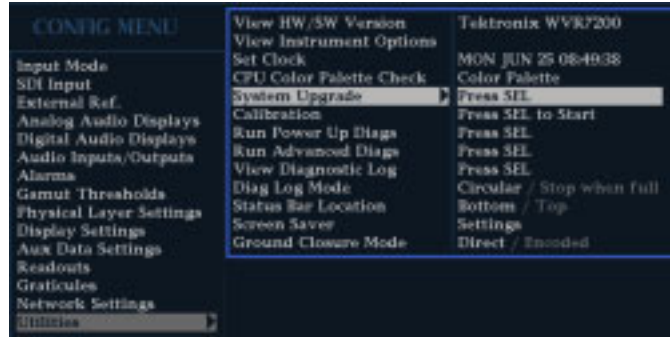 CONFIG MENU
Input Mode
SDI Input
External Ref.
Analog Audio Displays
Digital Audio Displays
Audio Inputs/Outputs
Alarms
Gamut Thresholds
Physical Layer Settings
Display Settings
Aux Data Settings
Readouts
Graticules
Network Settings
Utilities
View HW/SW Version Tektronix WVR7200
View Instrument Options
Set Clock MON JUN 25 08:49:38
CPU Color Palette Check Color Palette
System Upgrade Press SEL
Calibration Press SEL to Start
Run Power Up Diags Press SEL
Run Advanced Diags Press SEL
View Diagnostic Log Press SEL
Diag Log Mode Circular / Stop when full
Status Bar Location Bottom / Top
Screen Saver Settings
Ground Closure Mode Direct / Encoded